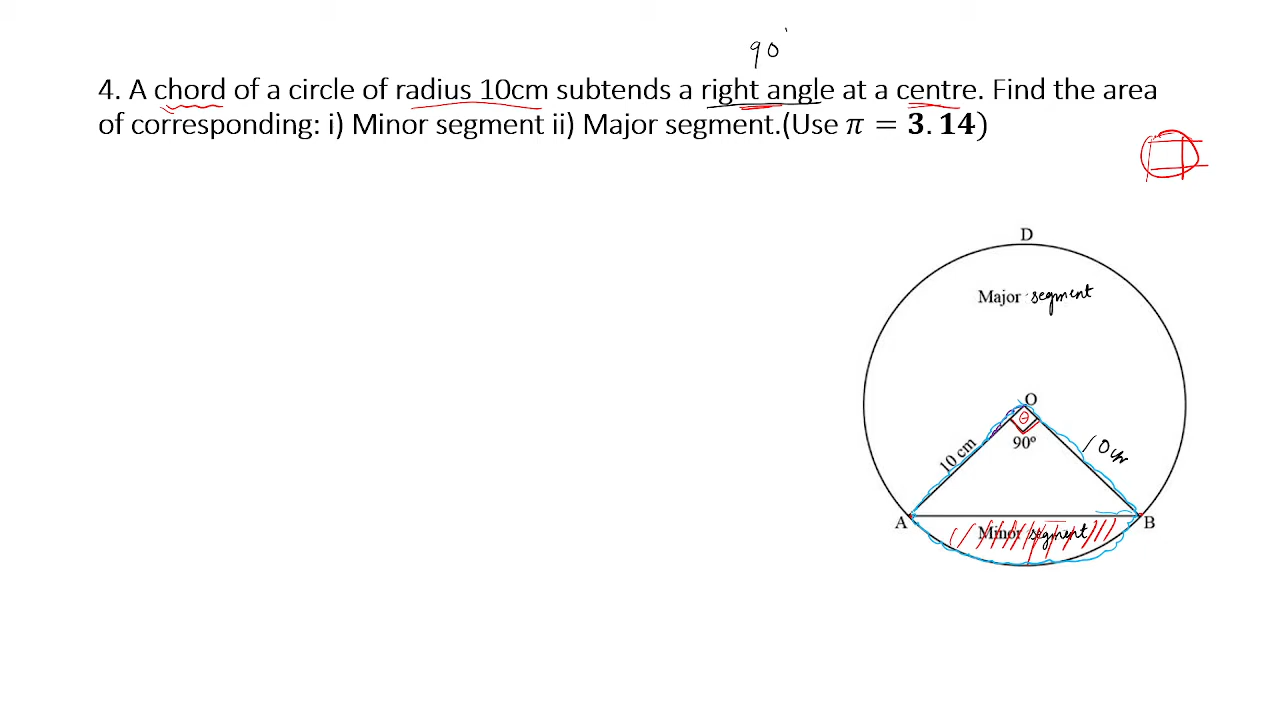 90°
4. A chord of a circle of radius 10cm subtends a right angle at a centre. Find the area
of corresponding: i) Minor segment ii) Major segment.(Use π = 3.14)
D
Major segment
O
θ
90º
10 cm
10cm
A
B
Minor segment